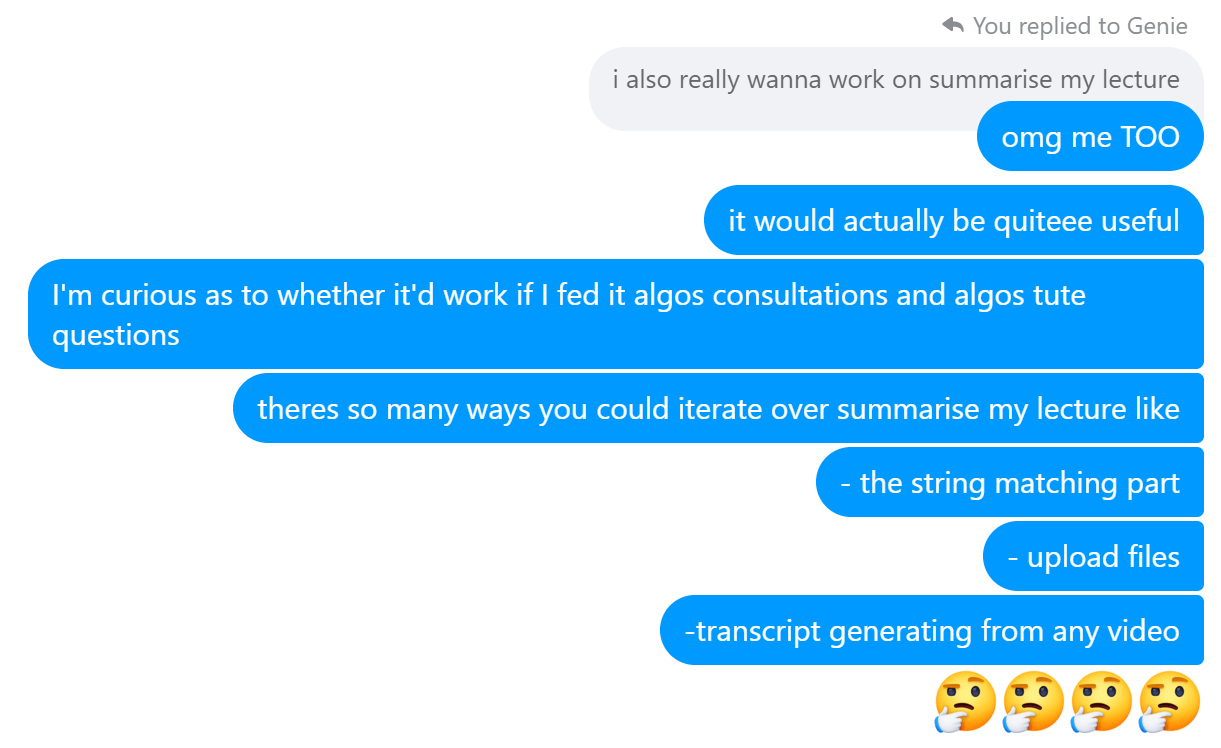 You replied to Genie
i also really wanna work on summarise my lecture
omg me TOO
it would actually be quiteee useful
I'm curious as to whether it'd work if I fed it algos consultations and algos tute
questions
theres so many ways you could iterate over summarise my lecture like
- the string matching part
- upload files
-transcript generating from any video